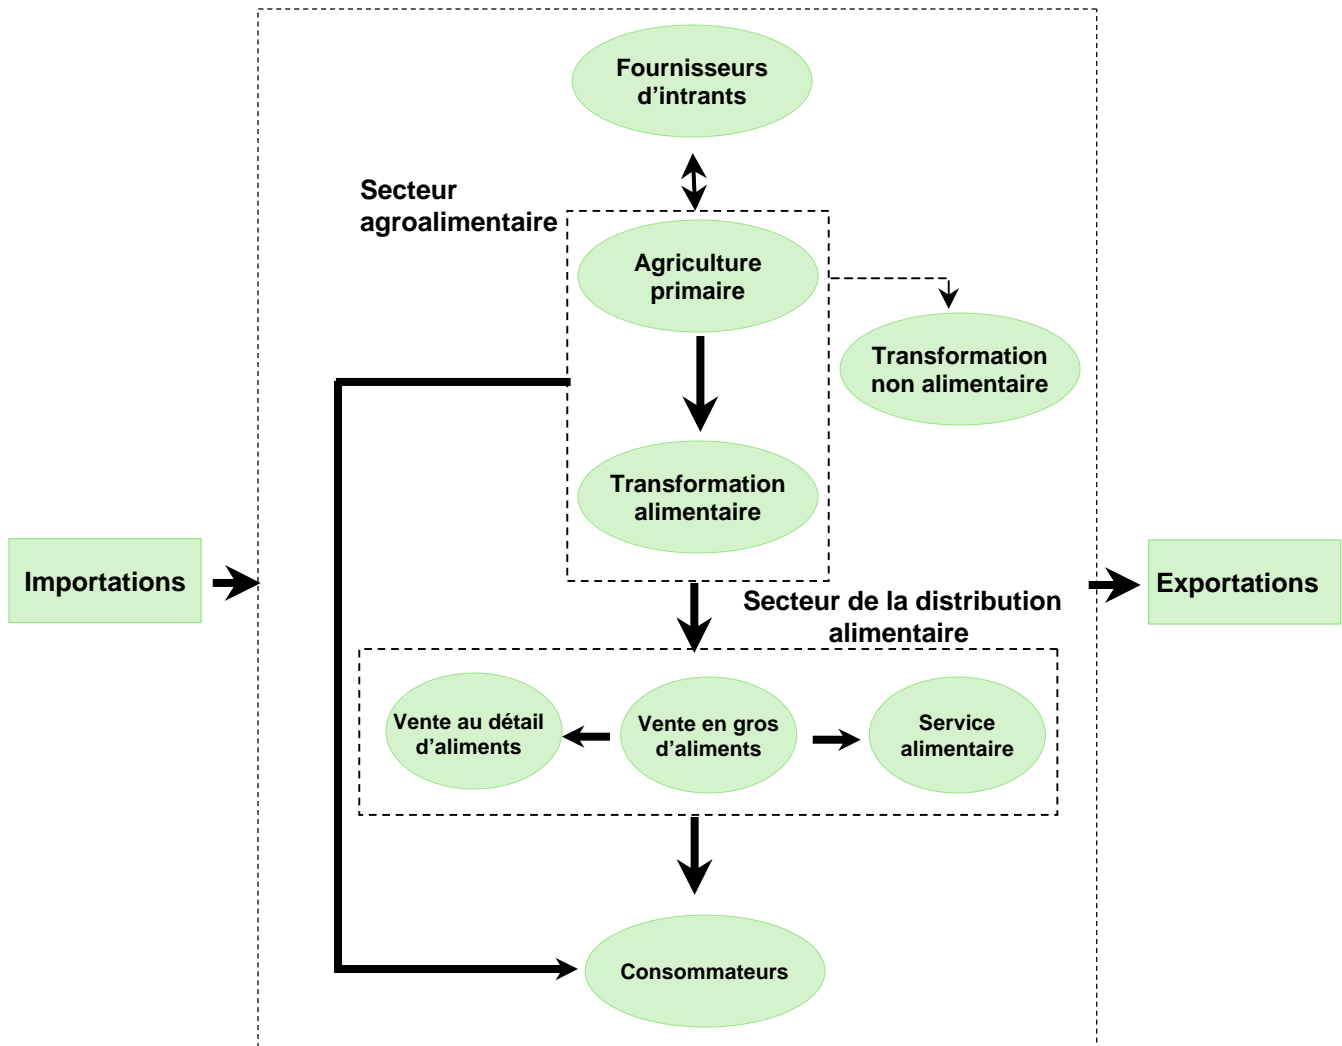 Fournisseurs
d’intrants
Secteur
agroalimentaire
Agriculture
primaire
Transformation
non alimentaire
Transformation
alimentaire
Importations
Exportations
Secteur de la distribution
alimentaire
Vente au détail
d’aliments
Vente en gros
d’aliments
Service
alimentaire
Consommateurs